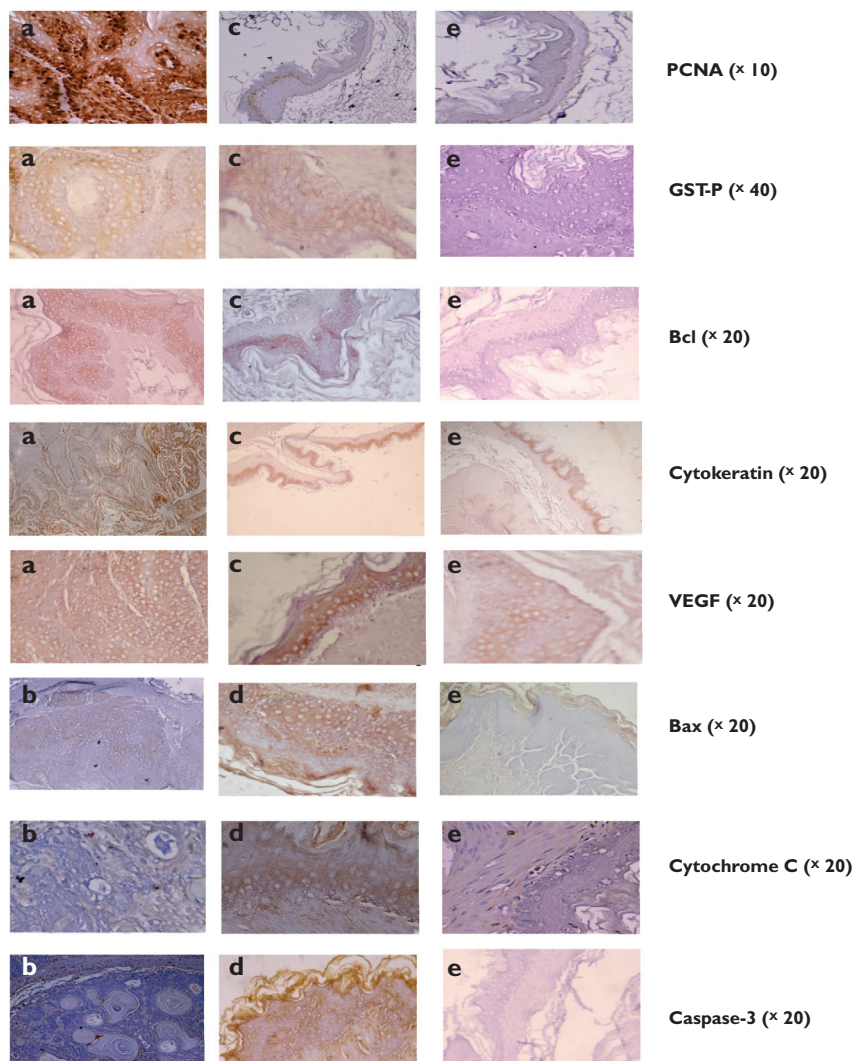 a c e PCNA (x 10)
a c e GST-P (x 40)
a c e Bcl (x 20)
a c e Cytokeratin (x 20)
a c e VEGF (x 20)
b d e Bax (x 20)
b d e Cytochrome C (x 20)
b d e Caspase-3 (x 20)